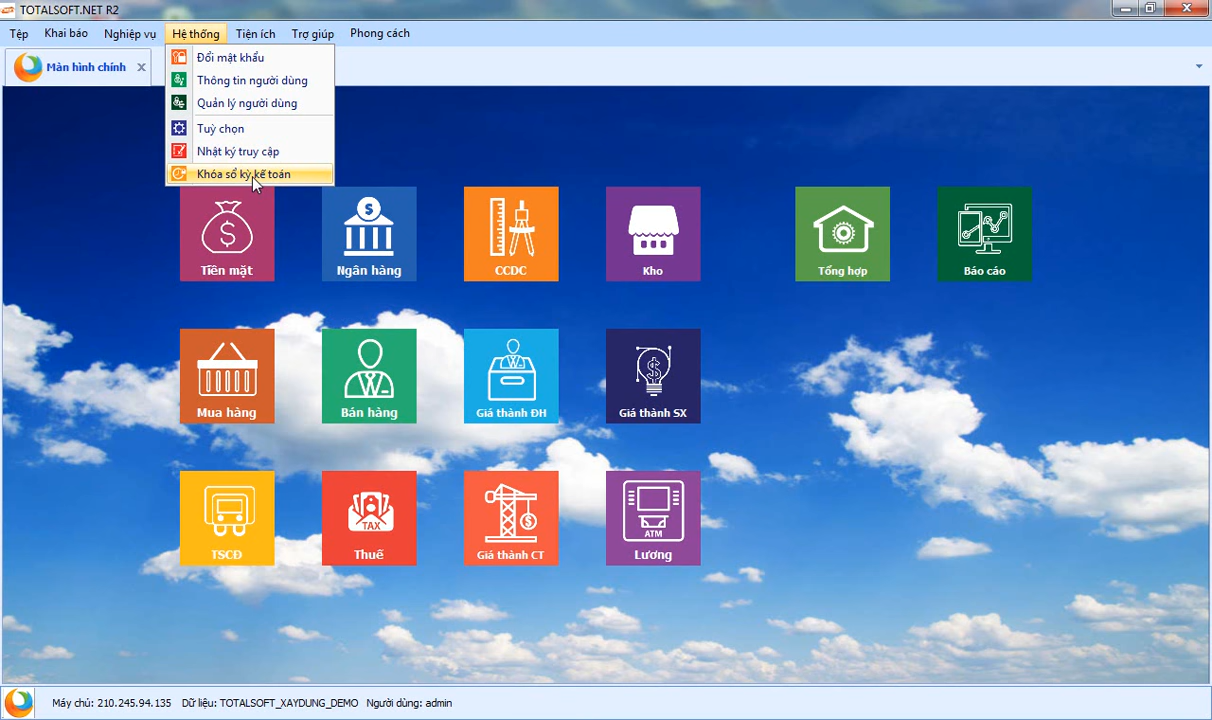 TOTALSOFT.NET R2
Tệp Khai báo Nghiệp vụ Hệ thống Tiện ích Trợ giúp Phong cách
Màn hình chính
Đổi mật khẩu
Thông tin người dùng
Quản lý người dùng
Tuỳ chọn
Nhật ký truy cập
Khóa sổ kỳ kế toán
Tiền mặt Ngân hàng CCDC Kho Tổng hợp Báo cáo
Mua hàng Bán hàng Giá thành ĐH Giá thành SX
TAX ATM
TSCĐ Thuế Giá thành CT Lương
Máy chủ: 210.245.94.135 Dữ liệu: TOTALSOFT_XAYDUNG_DEMO Người dùng: admin